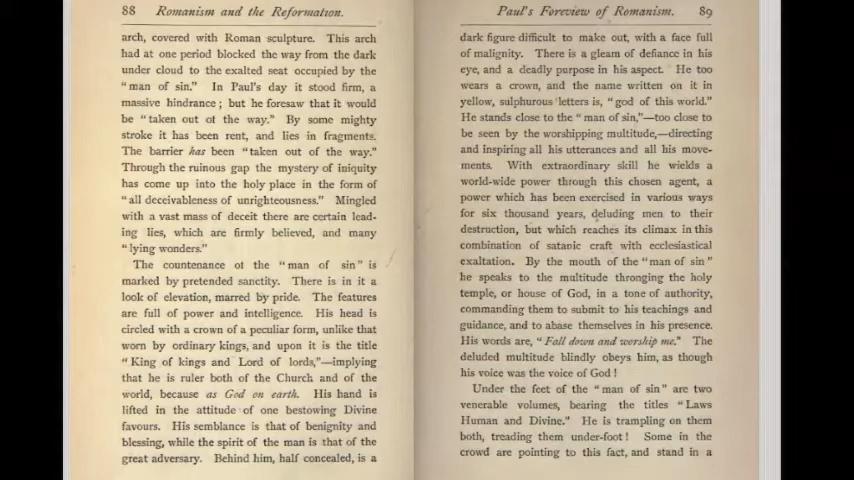 88 Romanism and the Reformation.
arch, covered with Roman sculpture. This arch
had at one period blocked the way from the dark
under cloud to the exalted seat occupied by the
"man of sin." In Paul's day it stood firm, a
massive hindrance; but he foresaw that it would
be "taken out of the way." By some mighty
stroke it has been rent, and lies in fragments.
The barrier has been "taken out of the way."
Through the ruinous gap the mystery of iniquity
has come up into the holy place in the form of
"all deceivableness of unrighteousness." Mingled
with a vast mass of deceit there are certain lead-
ing lies, which are firmly believed, and many
"lying wonders."
The countenance of the "man of sin" is
marked by pretended sanctity. There is in it a
look of elevation, marred by pride. The features
are full of power and intelligence. His head is
circled with a crown of a peculiar form, unlike that
worn by ordinary kings, and upon it is the title
"King of kings and Lord of lords,"—implying
that he is ruler both of the Church and of the
world, because as God on earth. His hand is
lifted in the attitude of one bestowing Divine
favours. His semblance is that of benignity and
blessing, while the spirit of the man is that of the
great adversary. Behind him, half concealed, is a
Paul's Foreview of Romanism. 89
dark figure difficult to make out, with a face full
of malignity. There is a gleam of defiance in his
eye, and a deadly purpose in his aspect. He too
wears a crown, and the name written on it in
yellow, sulphurous letters is, "god of this world."
He stands close to the "man of sin,"—too close to
be seen by the worshipping multitude,—directing
and inspiring all his utterances and all his move-
ments. With extraordinary skill he wields a
world-wide power through this chosen agent, a
power which has been exercised in various ways
for six thousand years, deluding men to their
destruction, but which reaches its climax in this
combination of satanic craft with ecclesiastical
exaltation. By the mouth of the "man of sin"
he speaks to the multitude thronging the holy
temple, or house of God, in a tone of authority,
commanding them to submit to his teachings and
guidance, and to abase themselves in his presence.
His words are, "Fall down and worship me." The
deluded multitude blindly obeys him, as though
his voice was the voice of God!
Under the feet of the "man of sin" are two
venerable volumes, bearing the titles "Laws
Human and Divine." He is trampling on them
both, treading them under-foot! Some in the
crowd are pointing to this fact, and stand in a